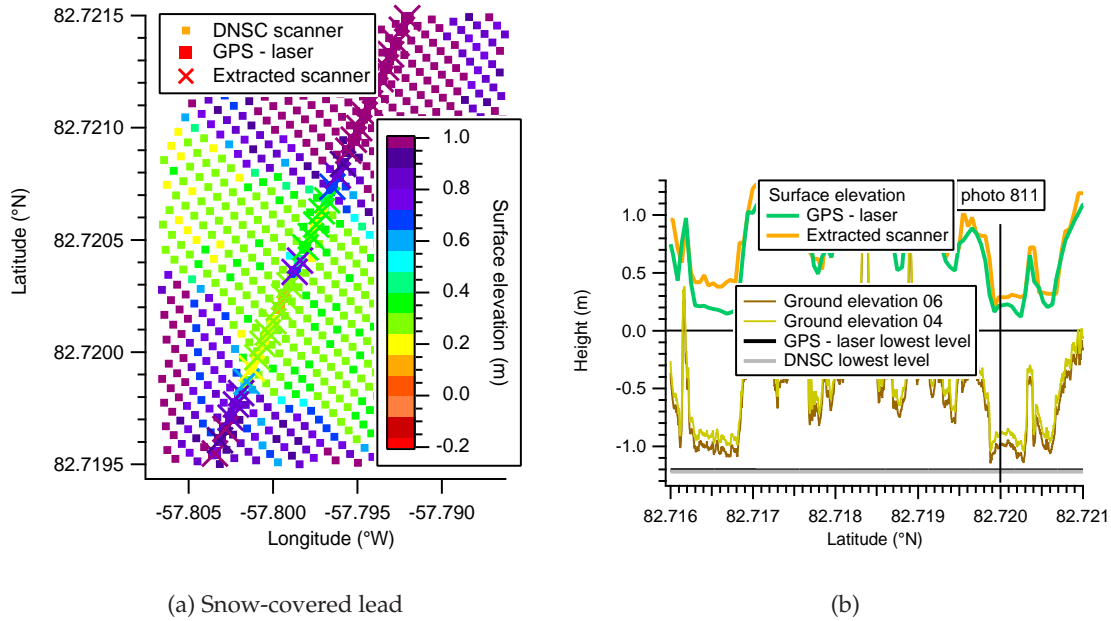 82.7215
82.7210
82.7205
82.7200
82.7195
Latitude (°N)
DNSC scanner
GPS - laser
Extracted scanner
1.0
0.8
0.6
0.4
0.2
0.0
-0.2
Surface elevation (m)
-57.805 -57.800 -57.795 -57.790
Longitude (°W)
(a) Snow-covered lead
Surface elevation
GPS - laser
Extracted scanner
photo 811
1.0
0.5
0.0
-0.5
-1.0
Height (m)
Ground elevation 06
Ground elevation 04
GPS - laser lowest level
DNSC lowest level
82.716 82.717 82.718 82.719 82.720 82.721
Latitude (°N)
(b)